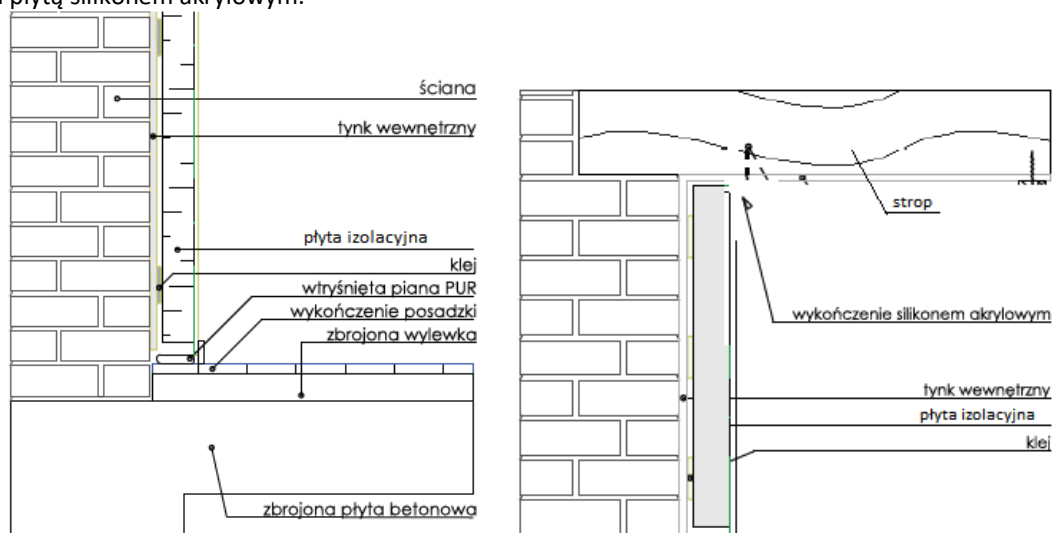 płytą silikonem akrylowym.
ściana
tynk wewnętrzny
płyta izolacyjna
klej
wtryśnięta piana PUR
wykończenie posadzki
zbrojona wylewka
zbrojona płyta betonowa
strop
wykończenie silikonem akrylowym
tynk wewnętrzny
płyta izolacyjna
klej